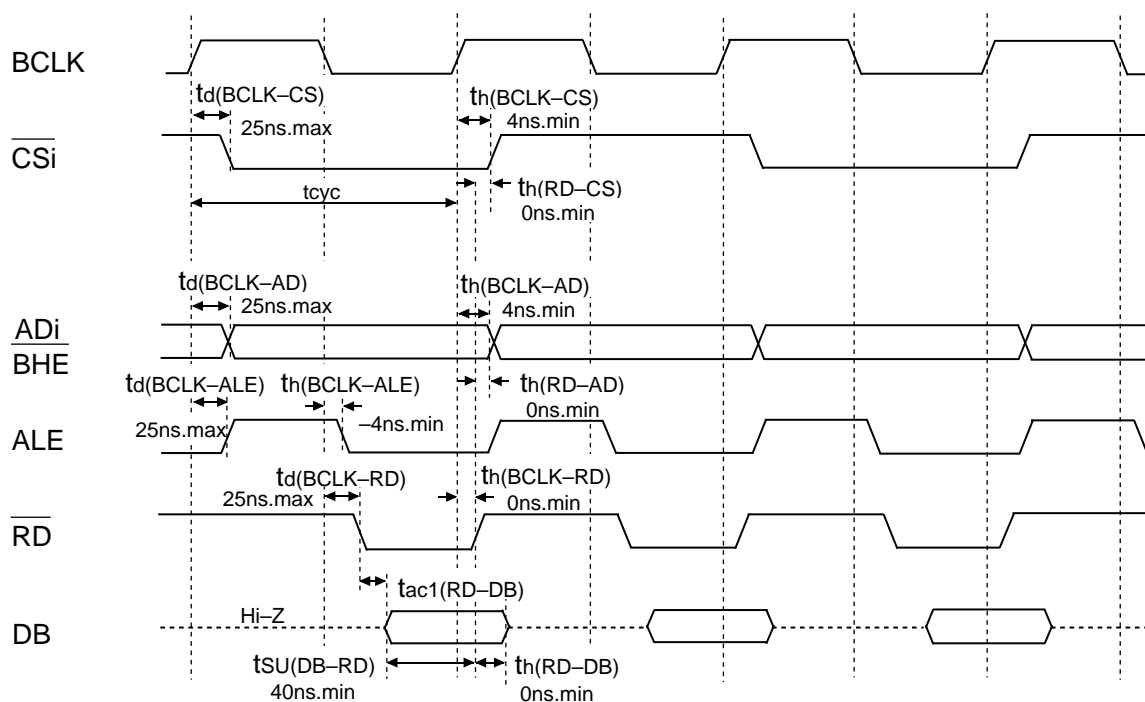 BCLK
td(BCLK–CS)
25ns.max
th(BCLK–CS)
4ns.min
CSi
tcyc
th(RD–CS)
0ns.min
td(BCLK–AD)
25ns.max
th(BCLK–AD)
4ns.min
ADi
BHE
td(BCLK–ALE)
25ns.max
th(BCLK–ALE)
–4ns.min
th(RD–AD)
0ns.min
ALE
td(BCLK–RD)
25ns.max
th(BCLK–RD)
0ns.min
RD
tac1(RD–DB)
Hi–Z
DB
tSU(DB–RD)
40ns.min
th(RD–DB)
0ns.min